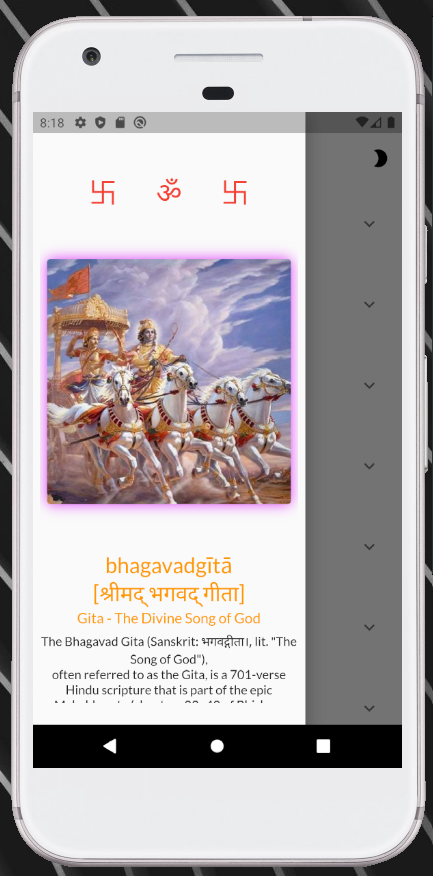 8:18
卐 ॐ 卐
bhagavadgītā
[श्रीमद् भगवद् गीता]
Gita - The Divine Song of God
The Bhagavad Gita (Sanskrit: भगवद्गीता।, lit. "The
Song of God"),
often referred to as the Gita, is a 701-verse
Hindu scripture that is part of the epic